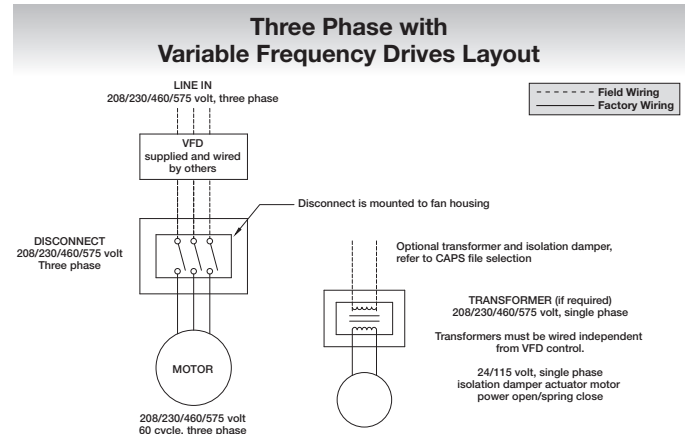 Three Phase with
Variable Frequency Drives Layout
LINE IN
208/230/460/575 volt, three phase
Field Wiring
Factory Wiring
VFD
supplied and wired
by others
Disconnect is mounted to fan housing
DISCONNECT
208/230/460/575 volt
Three phase
Optional transformer and isolation damper,
refer to CAPS file selection
TRANSFORMER (if required)
208/230/460/575 volt, single phase
Transformers must be wired independent
from VFD control.
24/115 volt, single phase
isolation damper actuator motor
power open/spring close
MOTOR
208/230/460/575 volt
60 cycle, three phase